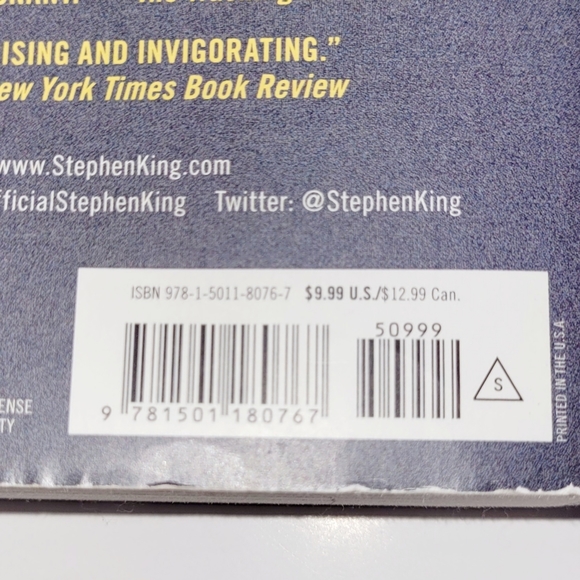 ISING AND INVIGORATING.”
ew York Times Book Review
www.StephenKing.com
fficialStephenKing Twitter: @StephenKing
ISBN 978-1-5011-8076-7 $9.99 U.S./$12.99 Can.
50999
S
9 781501 180767
PRINTED IN THE U.S.A
ENSE
TY